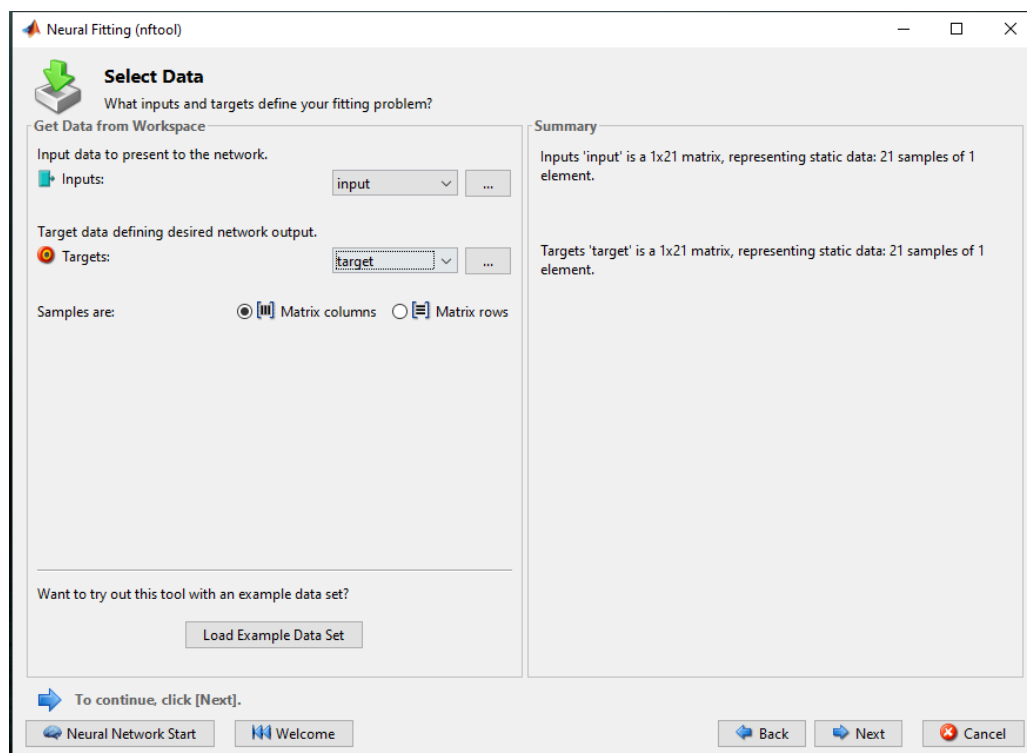 Neural Fitting (nftool)
Select Data
What inputs and targets define your fitting problem?
Get Data from Workspace
Input data to present to the network.
Inputs:
input
...
Target data defining desired network output.
Targets:
target
...
Samples are:
Matrix columns
Matrix rows
Want to try out this tool with an example data set?
Load Example Data Set
Summary
Inputs 'input' is a 1x21 matrix, representing static data: 21 samples of 1
element.
Targets 'target' is a 1x21 matrix, representing static data: 21 samples of 1
element.
To continue, click [Next].
Neural Network Start
Welcome
Back
Next
Cancel